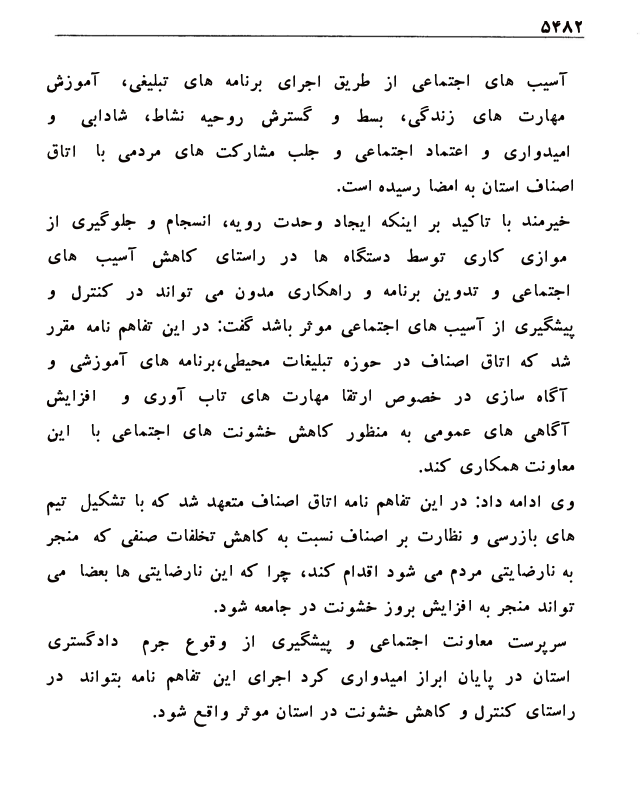 ۵۴۸۲
آسیب های اجتماعی از طریق اجرای برنامه های تبلیغی، آموزش
مهارت های زندگی، بسط و گسترش روحیه نشاط، شادابی و
امیدواری و اعتماد اجتماعی و جلب مشارکت های مردمی با اتاق
اصناف استان به امضا رسیده است.
خیرمند با تاکید بر اینکه ایجاد وحدت رویه، انسجام و جلوگیری از
موازی کاری توسط دستگاه ها در راستای کاهش آسیب های
اجتماعی و تدوین برنامه و راهکاری مدون می تواند در کنترل و
پیشگیری از آسیب های اجتماعی موثر باشد گفت: در این تفاهم نامه مقرر
شد که اتاق اصناف در حوزه تبلیغات محیطی،برنامه های آموزشی و
آگاه سازی در خصوص ارتقا مهارت های تاب آوری و افزایش
آگاهی های عمومی به منظور کاهش خشونت های اجتماعی با این
معاونت همکاری کند.
وی ادامه داد: در این تفاهم نامه اتاق اصناف متعهد شد که با تشکیل تیم
های بازرسی و نظارت بر اصناف نسبت به کاهش تخلفات صنفی که منجر
به نارضایتی مردم می شود اقدام کند، چرا که این نارضایتی ها بعضا می
تواند منجر به افزایش بروز خشونت در جامعه شود.
سرپرست معاونت اجتماعی و پیشگیری از وقوع جرم دادگستری
استان در پایان ابراز امیدواری کرد اجرای این تفاهم نامه بتواند در
راستای کنترل و کاهش خشونت در استان موثر واقع شود.